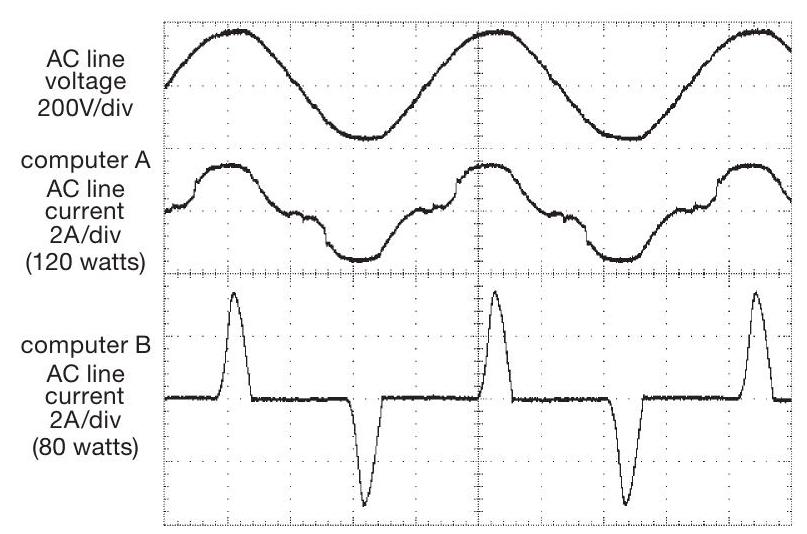 AC line
voltage
200V/div
computer A
AC line
current
2A/div
(120 watts)
computer B
AC line
current
2A/div
(80 watts)